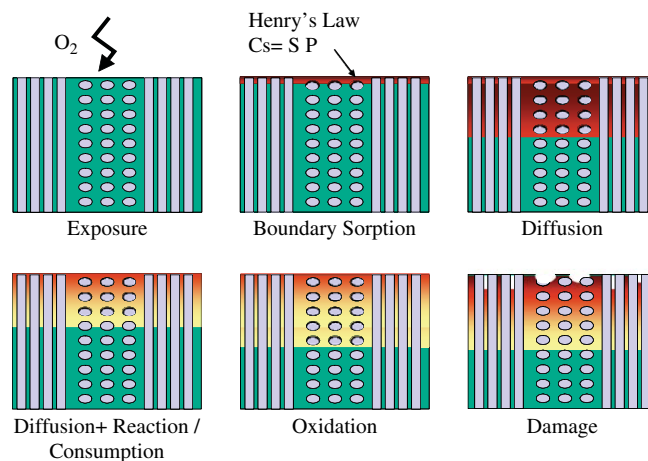 O2
Henry's Law
Cs= S P
Exposure
Boundary Sorption
Diffusion
Diffusion+ Reaction /
Consumption
Oxidation
Damage